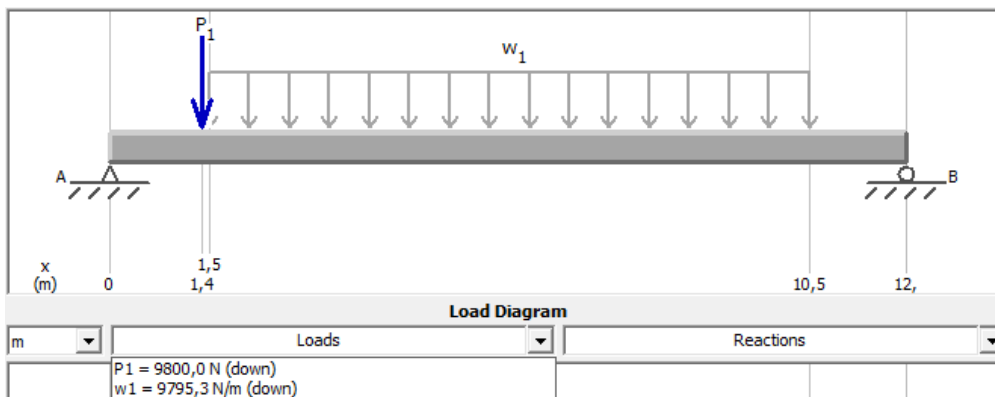 P1
w1
A
B
x
1,5
(m) 0 1,4 10,5 12,
Load Diagram
m Loads Reactions
P1 = 9800,0 N (down)
w1 = 9795,3 N/m (down)